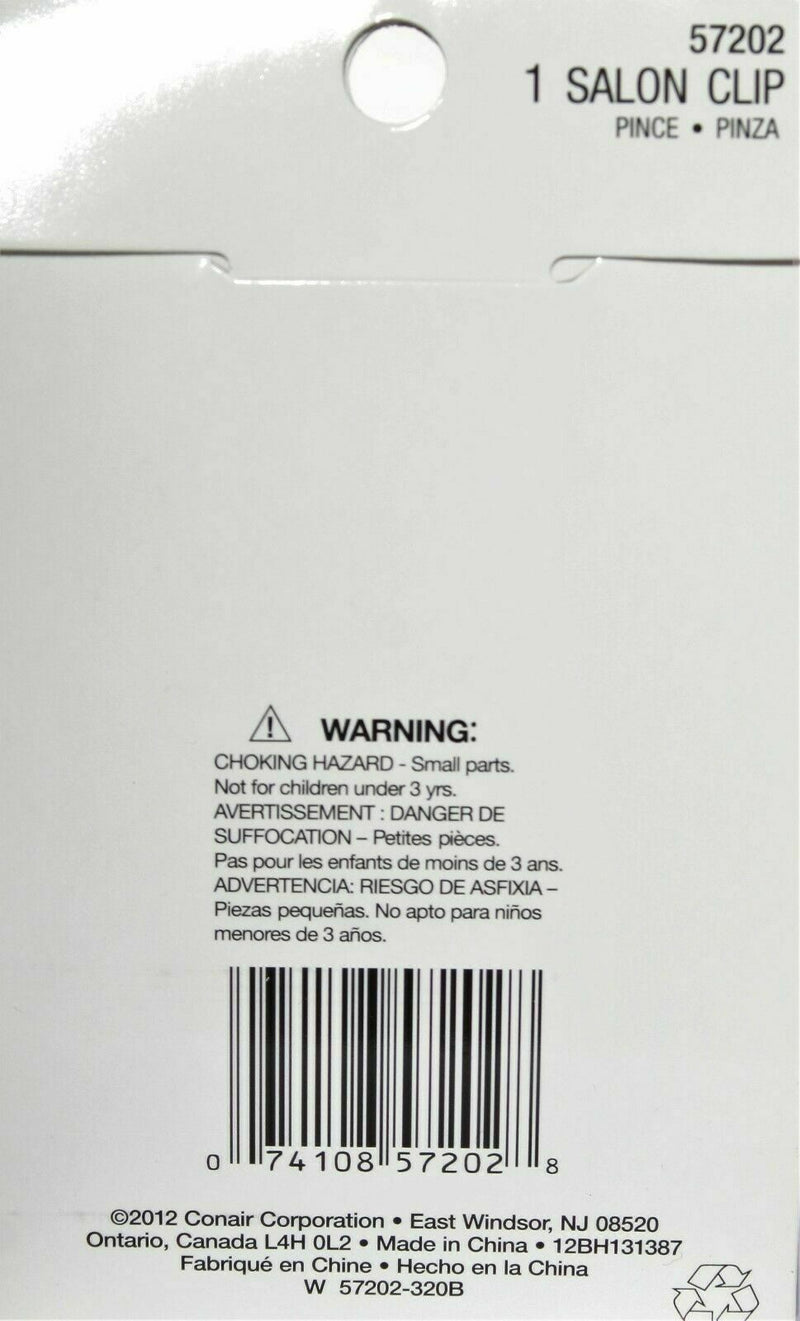 57202
1 SALON CLIP
PINCE • PINZA
WARNING:
CHOKING HAZARD - Small parts.
Not for children under 3 yrs.
AVERTISSEMENT : DANGER DE
SUFFOCATION – Petites pièces.
Pas pour les enfants de moins de 3 ans.
ADVERTENCIA: RIESGO DE ASFIXIA –
Piezas pequeñas. No apto para niños
menores de 3 años.
0 74108 57202 8
©2012 Conair Corporation • East Windsor, NJ 08520
Ontario, Canada L4H 0L2 • Made in China • 12BH131387
Fabriqué en Chine • Hecho en la China
W 57202-320B